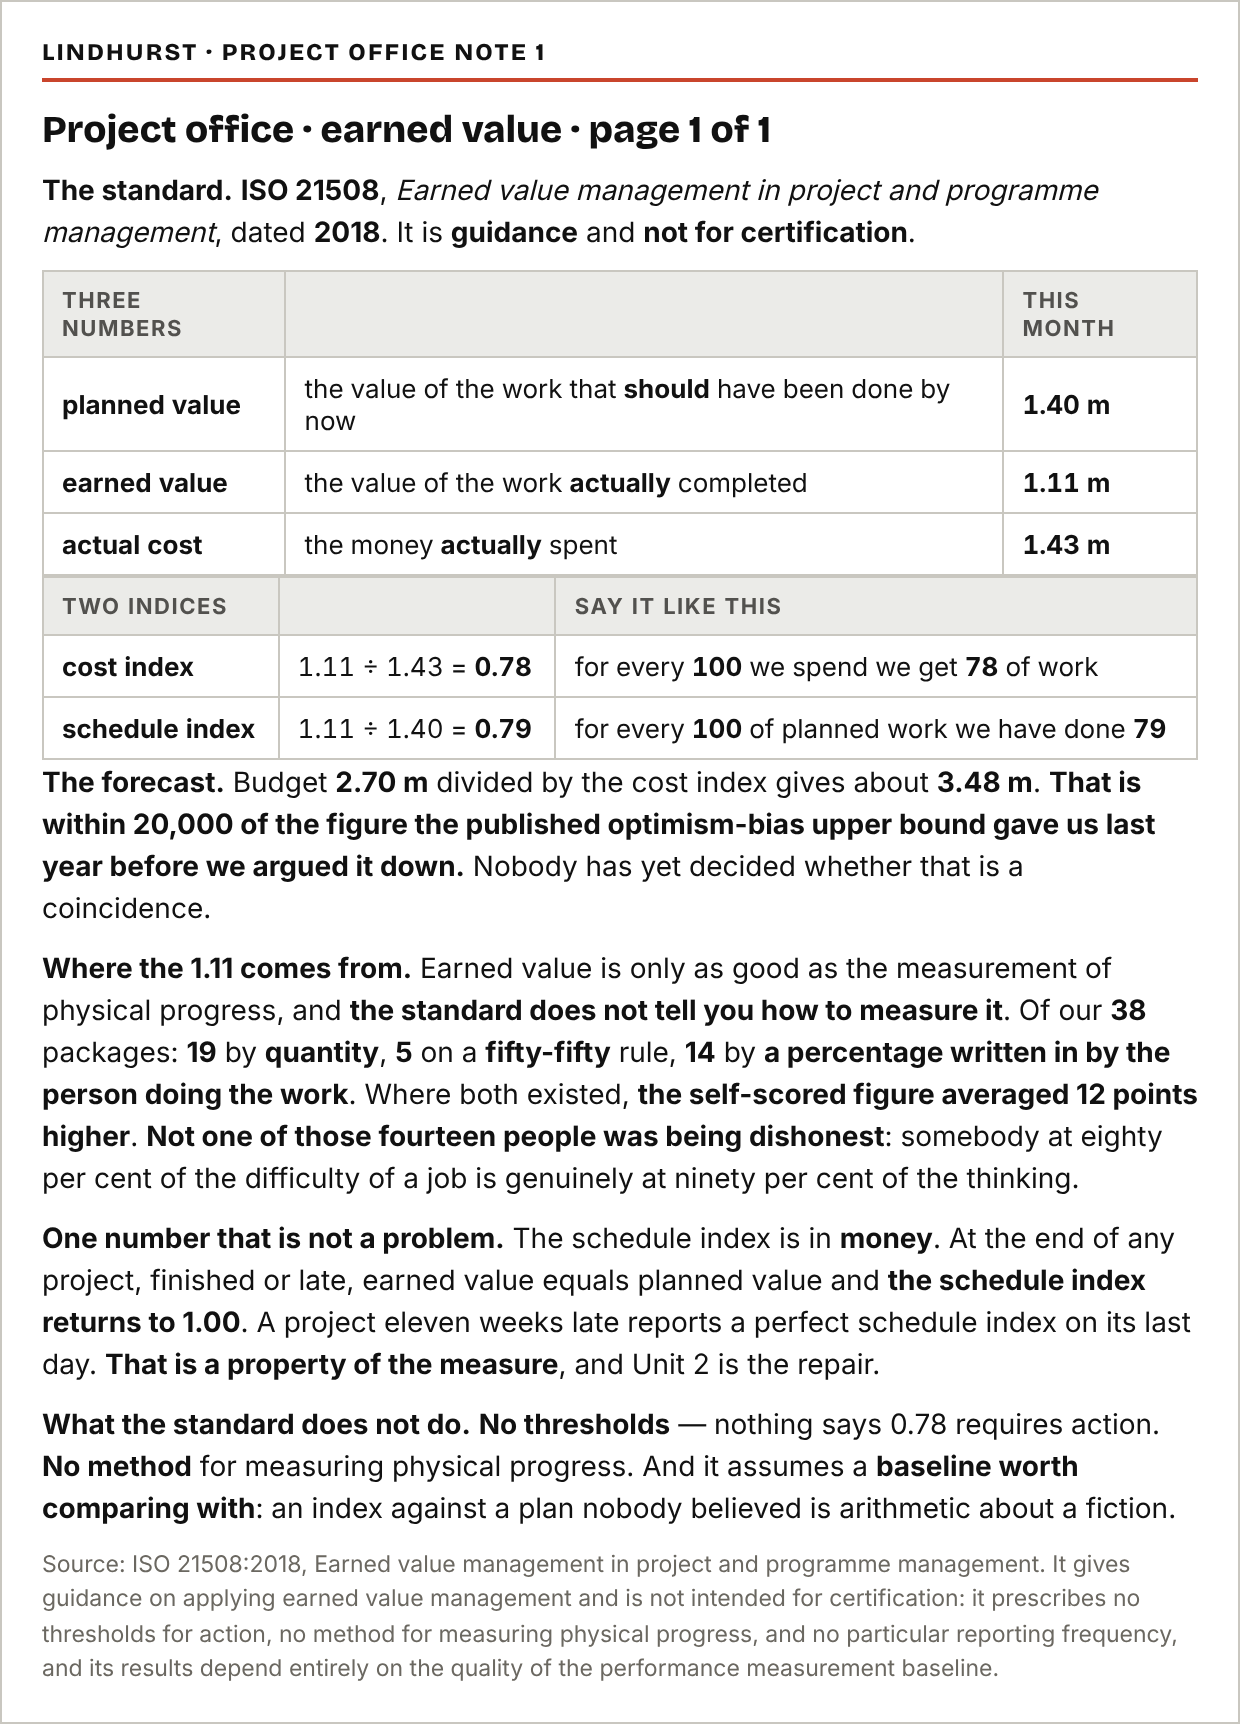 LINDHURST · PROJECT OFFICE NOTE 1
Project office · earned value · page 1 of 1
The standard. ISO 21508, Earned value management in project and programme
management, dated 2018. It is guidance and not for certification.
THREE
NUMBERS
THIS
MONTH
planned value
the value of the work that should have been done by
now
1.40 m
earned value
the value of the work actually completed
1.11 m
actual cost
the money actually spent
1.43 m
TWO INDICES
SAY IT LIKE THIS
cost index
1.11 ÷ 1.43 = 0.78
for every 100 we spend we get 78 of work
schedule index
1.11 ÷ 1.40 = 0.79
for every 100 of planned work we have done 79
The forecast. Budget 2.70 m divided by the cost index gives about 3.48 m. That is
within 20,000 of the figure the published optimism-bias upper bound gave us last
year before we argued it down. Nobody has yet decided whether that is a
coincidence.
Where the 1.11 comes from. Earned value is only as good as the measurement of
physical progress, and the standard does not tell you how to measure it. Of our 38
packages: 19 by quantity, 5 on a fifty-fifty rule, 14 by a percentage written in by the
person doing the work. Where both existed, the self-scored figure averaged 12 points
higher. Not one of those fourteen people was being dishonest: somebody at eighty
per cent of the difficulty of a job is genuinely at ninety per cent of the thinking.
One number that is not a problem. The schedule index is in money. At the end of any
project, finished or late, earned value equals planned value and the schedule index
returns to 1.00. A project eleven weeks late reports a perfect schedule index on its last
day. That is a property of the measure, and Unit 2 is the repair.
What the standard does not do. No thresholds — nothing says 0.78 requires action.
No method for measuring physical progress. And it assumes a baseline worth
comparing with: an index against a plan nobody believed is arithmetic about a fiction.
Source: ISO 21508:2018, Earned value management in project and programme management. It gives
guidance on applying earned value management and is not intended for certification: it prescribes no
thresholds for action, no method for measuring physical progress, and no particular reporting frequency,
and its results depend entirely on the quality of the performance measurement baseline.